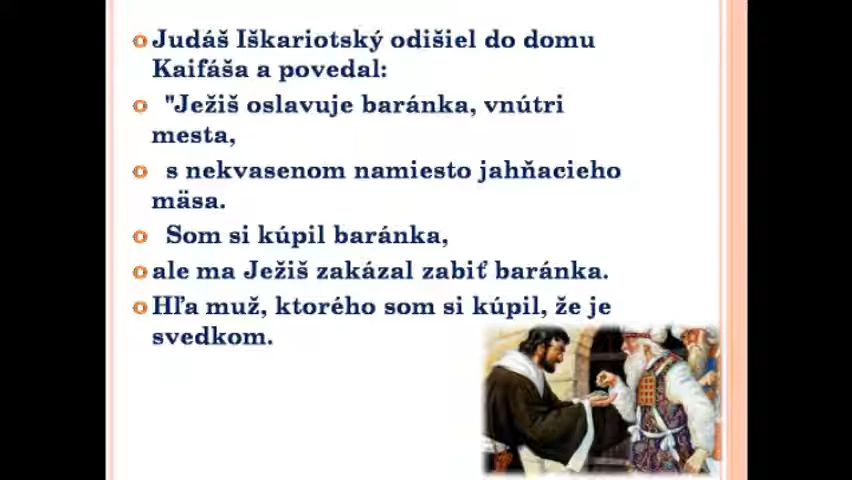 Judáš Iškariotský odišiel do domu
Kaifáša a povedal:
"Ježiš oslavuje baránka, vnútri
mesta,
s nekvasenom namiesto jahňacieho
mäsa.
Som si kúpil baránka,
ale ma Ježiš zakázal zabiť baránka.
Hľa muž, ktorého som si kúpil, že je
svedkom.